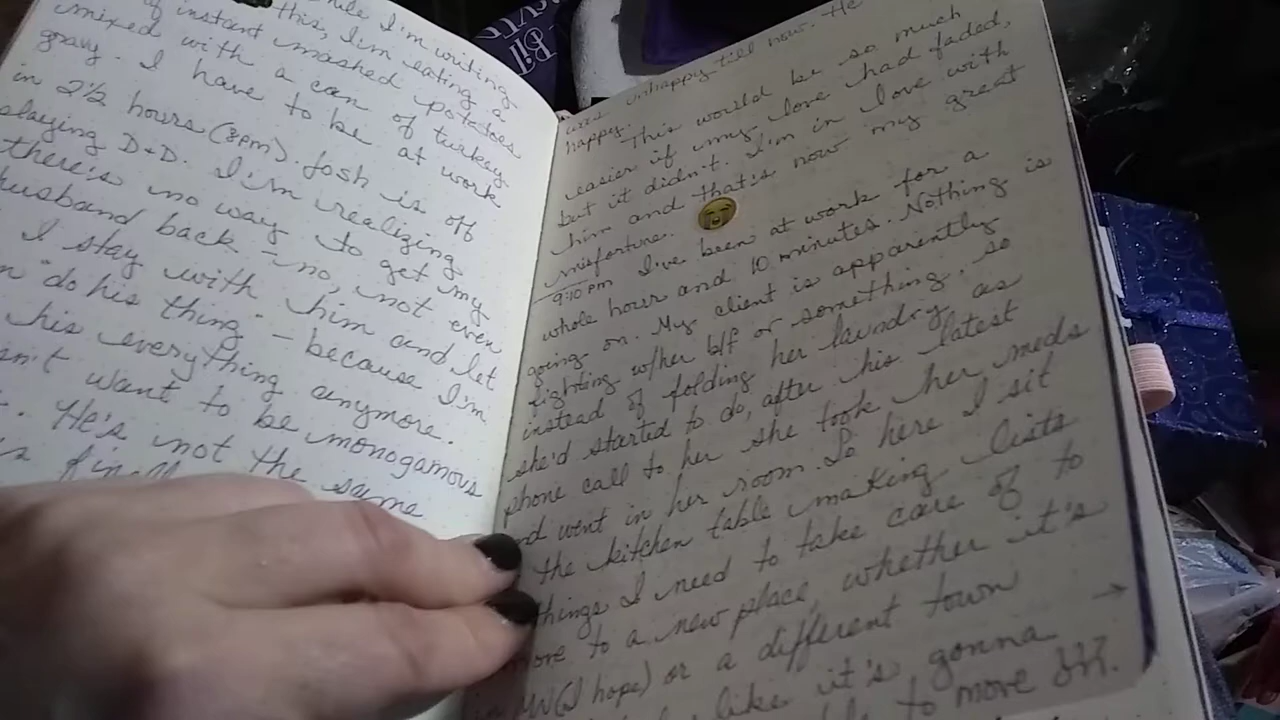 while I'm writing
this, I'm eating a
of instant mashed potatoes
mixed with a can of turkey
gravy. I have to be at work
in 2½ hours (8pm). Josh is off
playing D+D. I'm realizing
there's no way to get my
husband back - no, not even
I stay with him and let
"do his thing" - because I'm
his everything anymore.
want to be monogamous
He's not the same
unhappy till now. He
happy.
This would be so much
easier if my love had faded,
but it didn't. I'm in love with
him and that's now my great
misfortune.
9:10pm I've been at work for a
whole hour and 10 minutes. Nothing is
going on. My client is apparently
fighting w/her b/f or something, so
instead of folding her laundry as
she'd started to do, after his latest
phone call to her she took her meds
and went in her room. So here I sit
the kitchen table making lists
things I need to take care of to
move to a new place, whether it's
(I hope) or a different town
→
like it's gonna
to move